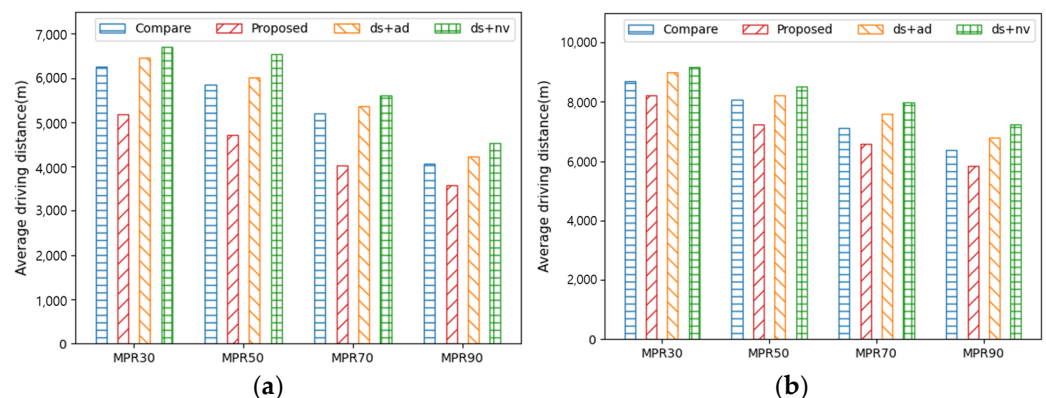 Compare Proposed ds+ad ds+nv
Average driving distance(m)
7,000
6,000
5,000
4,000
3,000
2,000
1,000
0
MPR30 MPR50 MPR70 MPR90
(a)
Compare Proposed ds+ad ds+nv
Average driving distance(m)
10,000
8,000
6,000
4,000
2,000
0
MPR30 MPR50 MPR70 MPR90
(b)